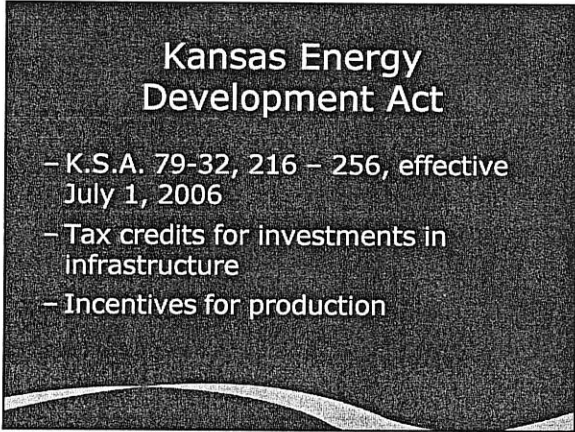 Kansas Energy
Development Act
– K.S.A. 79-32, 216 – 256, effective
July 1, 2006
– Tax credits for investments in
infrastructure
– Incentives for production